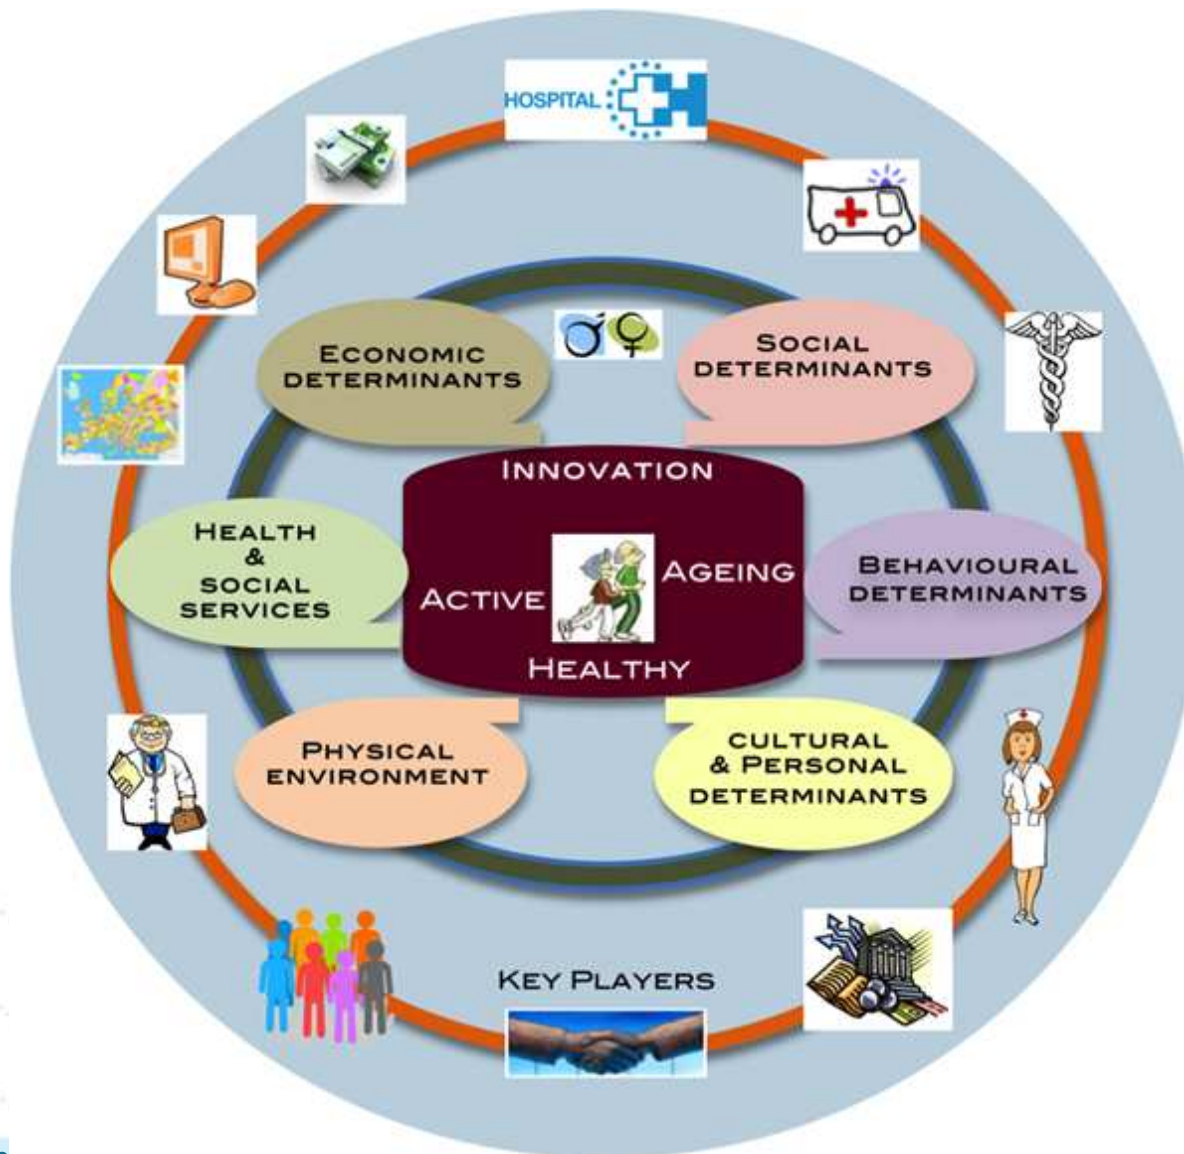 HOSPITAL
ECONOMIC
DETERMINANTS
SOCIAL
DETERMINANTS
INNOVATION
HEALTH
&
SOCIAL
SERVICES
ACTIVE
AGEING
HEALTHY
BEHAVIOURAL
DETERMINANTS
PHYSICAL
ENVIRONMENT
CULTURAL
& PERSONAL
DETERMINANTS
KEY PLAYERS